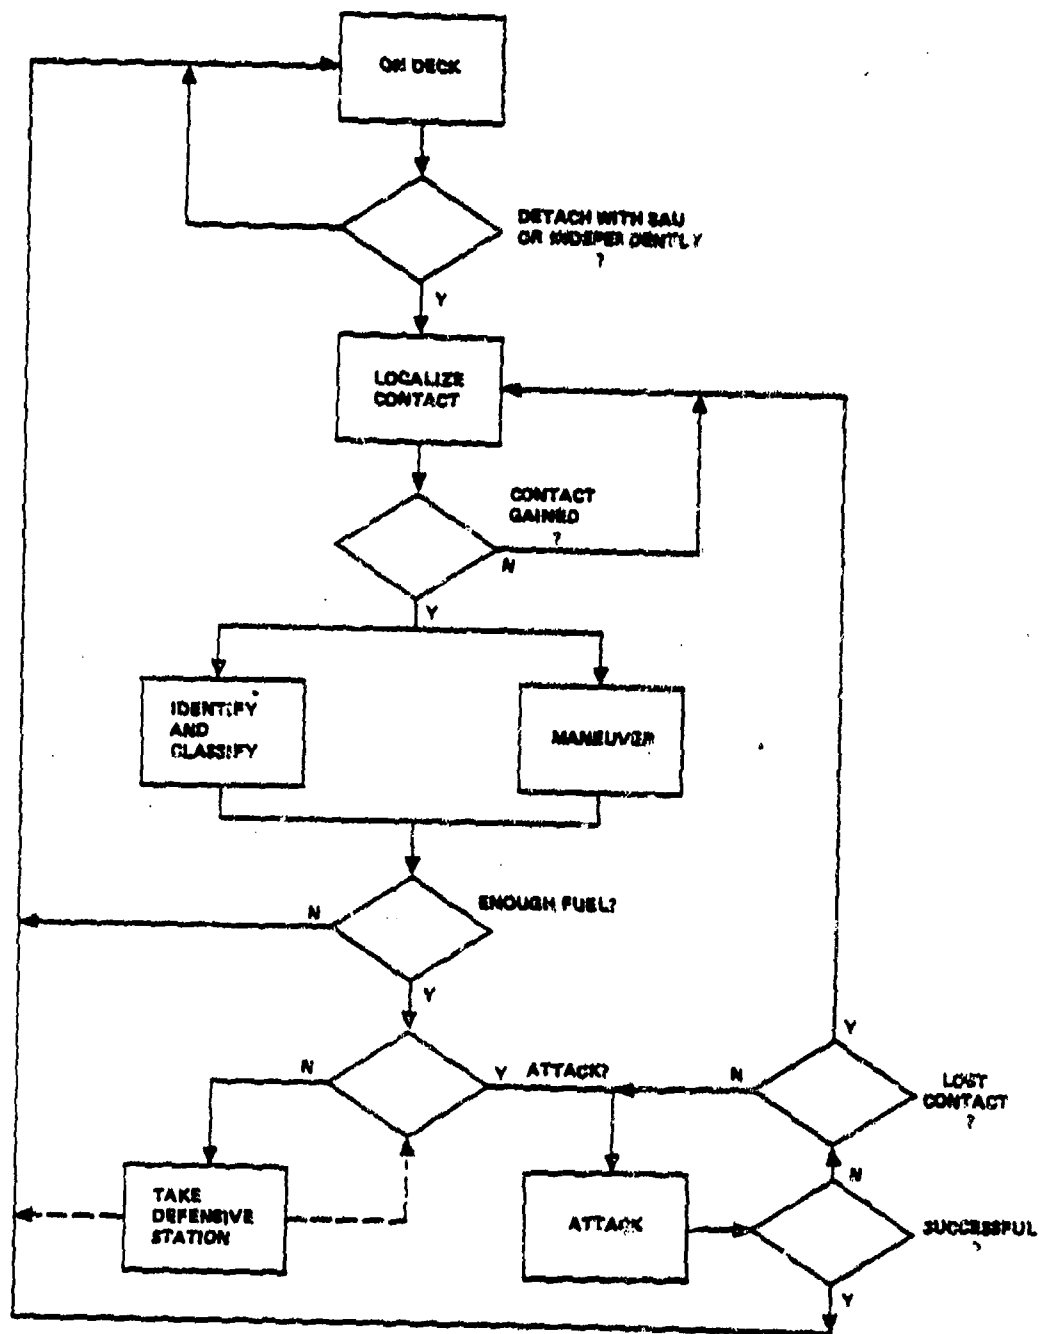 ON DECK
DETACH WITH SAU
OR INDEPENDENTLY
?
Y
LOCALIZE
CONTACT
CONTACT
GAINED
?
N
Y
IDENTIFY
AND
CLASSIFY
MANEUVER
N
ENOUGH FUEL?
Y
N
Y
ATTACK?
N
Y
LOST
CONTACT
?
TAKE
DEFENSIVE
STATION
ATTACK
N
SUCCESSFUL
?
Y